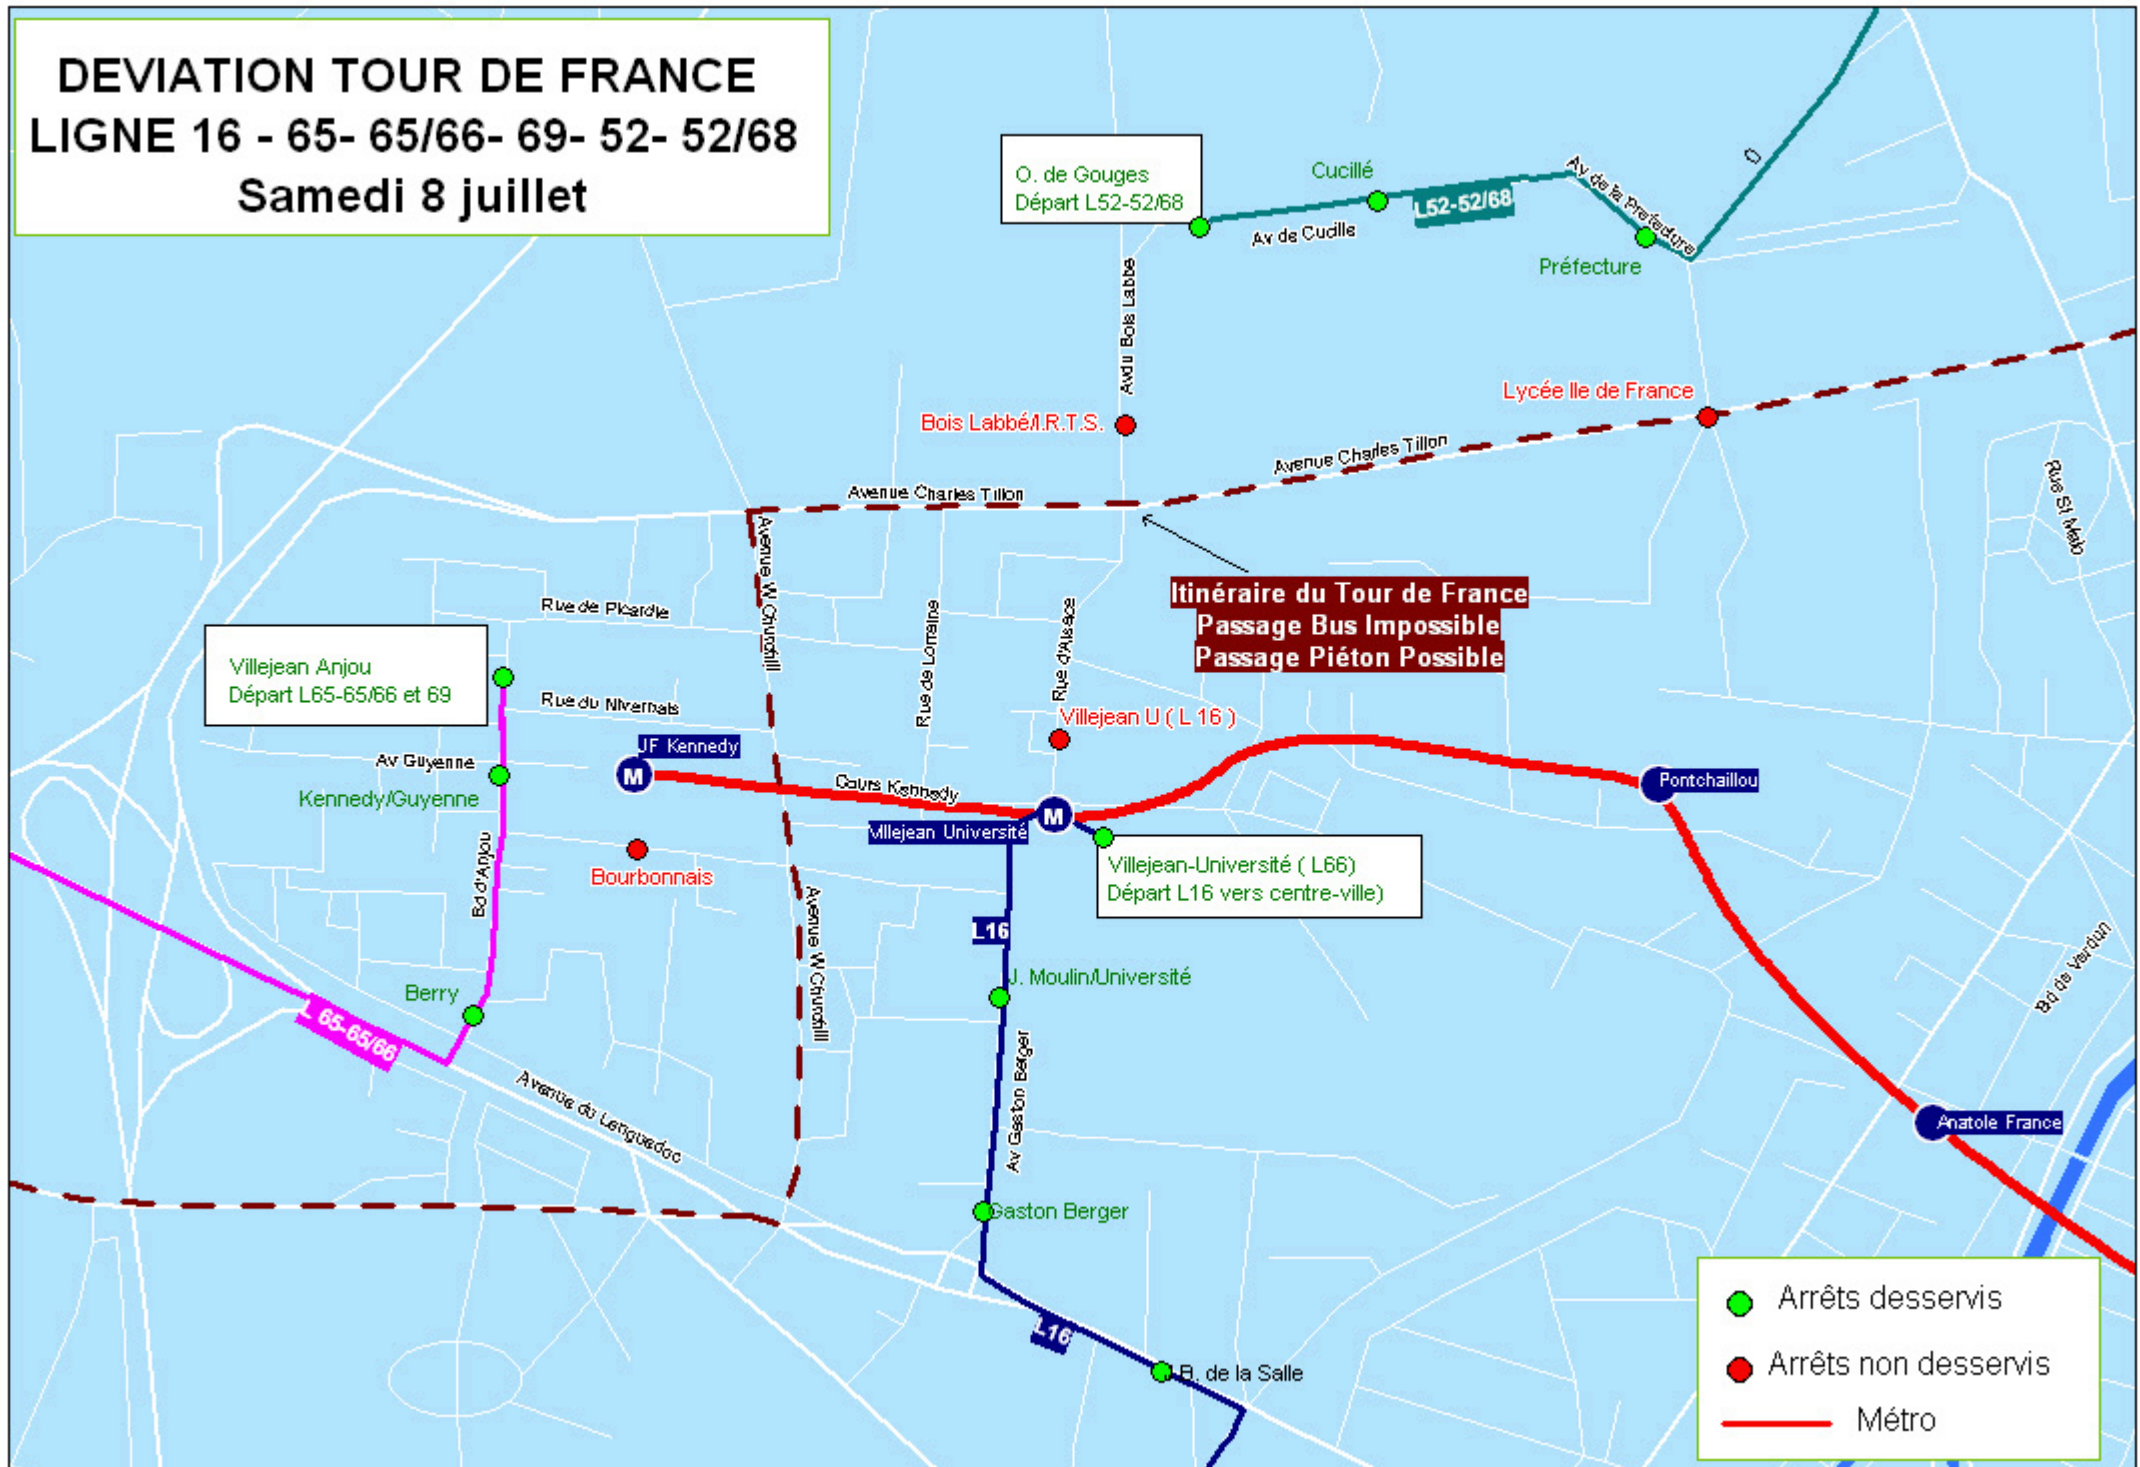 DEVIATION TOUR DE FRANCE
LIGNE 16 - 65- 65/66- 69- 52- 52/68
Samedi 8 juillet
O. de Gouges
Départ L52-52/68
Cucillé
L52-52/68
Av de Cucille
Av de la Prefecture
Préfecture
Avdu Bois Labbe
Bois Labbé/I.R.T.S.
Lycée Ile de France
Avenue Charles Tillon
Avenue Charles Tillon
Rue St Malo
Avenue W Churchill
Itinéraire du Tour de France
Passage Bus Impossible
Passage Piéton Possible
Rue de Picardie
Rue de Lorraine
Rue d'Alsace
Villejean Anjou
Départ L65-65/66 et 69
Rue du Nivernais
Villejean U ( L 16 )
JF Kennedy
M
Av Guyenne
Kennedy/Guyenne
Cours Kennedy
Pontchaillou
M
Villejean Université
Villejean-Université ( L66)
Départ L16 vers centre-ville)
Bourbonnais
Bd d'Anjou
Avenue W Churchill
L16
J. Moulin/Université
Bd de Verdun
Berry
L 65-65/66
Av Gaston Berger
Avenue du Languedoc
Anatole France
Gaston Berger
L16
J.B. de la Salle
Arrêts desservis
Arrêts non desservis
Métro